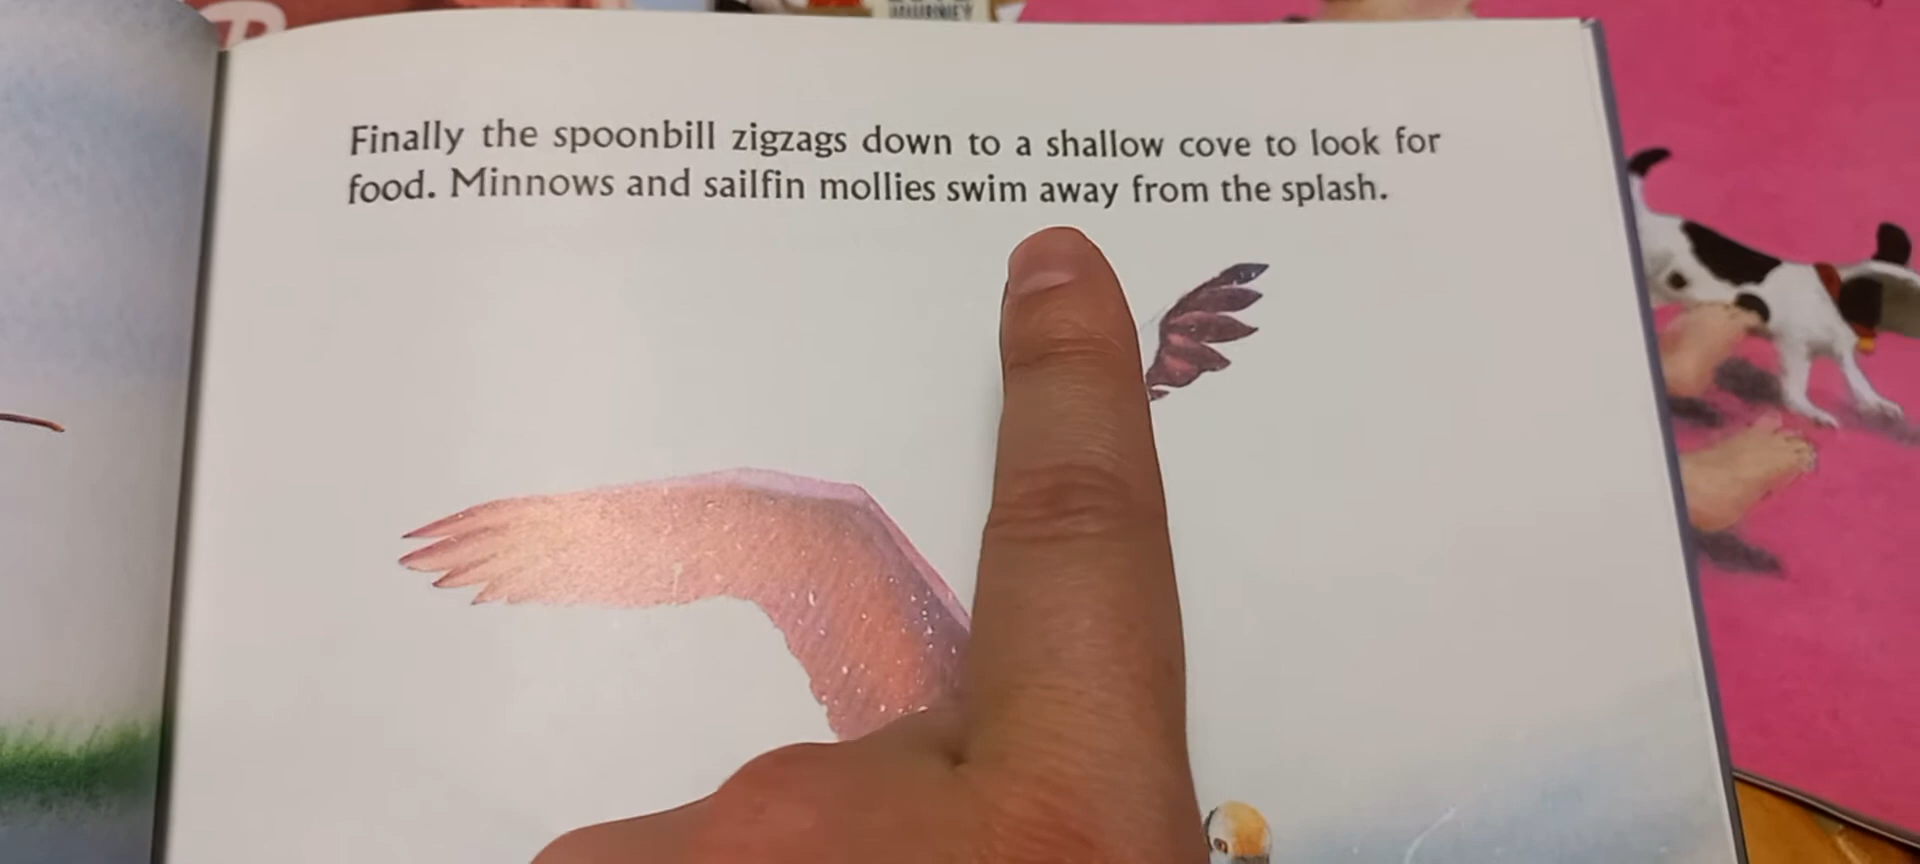 Finally the spoonbill zigzags down to a shallow cove to look for
food. Minnows and sailfin mollies swim away from the splash.